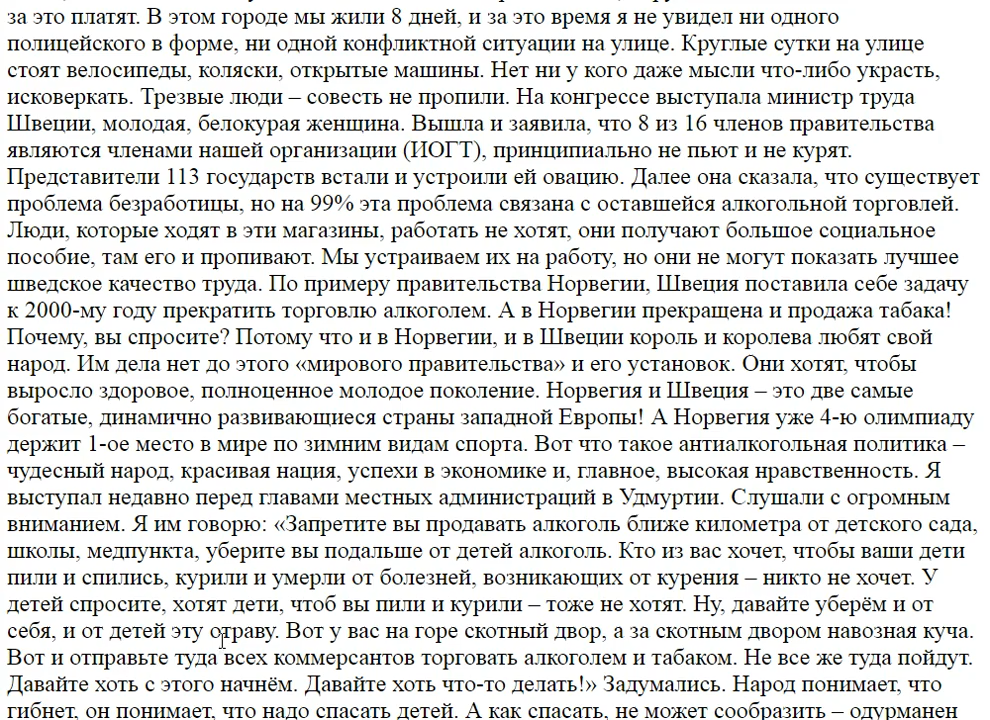 за это платят. В этом городе мы жили 8 дней, и за это время я не увидел ни одного
полицейского в форме, ни одной конфликтной ситуации на улице. Круглые сутки на улице
стоят велосипеды, коляски, открытые машины. Нет ни у кого даже мысли что-либо украсть,
исковеркать. Трезвые люди – совесть не пропили. На конгрессе выступала министр труда
Швеции, молодая, белокурая женщина. Вышла и заявила, что 8 из 16 членов правительства
являются членами нашей организации (ИОГТ), принципиально не пьют и не курят.
Представители 113 государств встали и устроили ей овацию. Далее она сказала, что существует
проблема безработицы, но на 99% эта проблема связана с оставшейся алкогольной торговлей.
Люди, которые ходят в эти магазины, работать не хотят, они получают большое социальное
пособие, там его и пропивают. Мы устраиваем их на работу, но они не могут показать лучшее
шведское качество труда. По примеру правительства Норвегии, Швеция поставила себе задачу
к 2000-му году прекратить торговлю алкоголем. А в Норвегии прекращена и продажа табака!
Почему, вы спросите? Потому что и в Норвегии, и в Швеции король и королева любят свой
народ. Им дела нет до этого «мирового правительства» и его установок. Они хотят, чтобы
выросло здоровое, полноценное молодое поколение. Норвегия и Швеция – это две самые
богатые, динамично развивающиеся страны западной Европы! А Норвегия уже 4-ю олимпиаду
держит 1-ое место в мире по зимним видам спорта. Вот что такое антиалкогольная политика –
чудесный народ, красивая нация, успехи в экономике и, главное, высокая нравственность. Я
выступал недавно перед главами местных администраций в Удмуртии. Слушали с огромным
вниманием. Я им говорю: «Запретите вы продавать алкоголь ближе километра от детского сада,
школы, медпункта, уберите вы подальше от детей алкоголь. Кто из вас хочет, чтобы ваши дети
пили и спились, курили и умерли от болезней, возникающих от курения – никто не хочет. У
детей спросите, хотят дети, чтоб вы пили и курили – тоже не хотят. Ну, давайте уберём и от
себя, и от детей эту отраву. Вот у вас на горе скотный двор, а за скотным двором навозная куча.
Вот и отправьте туда всех коммерсантов торговать алкоголем и табаком. Не все же туда пойдут.
Давайте хоть с этого начнём. Давайте хоть что-то делать!» Задумались. Народ понимает, что
гибнет, он понимает, что надо спасать детей. А как спасать, не может сообразить – одурманен